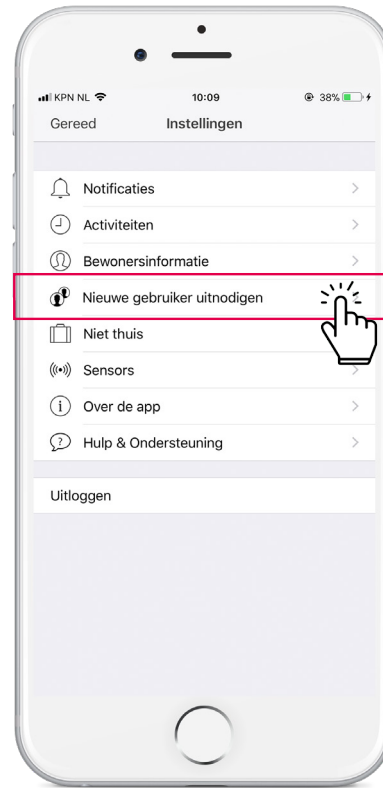 KPN NL 10:09 38%
Gereed Instellingen
Notificaties
Activiteiten
Bewonersinformatie
Nieuwe gebruiker uitnodigen
Niet thuis
Sensors
Over de app
Hulp & Ondersteuning
Uitloggen